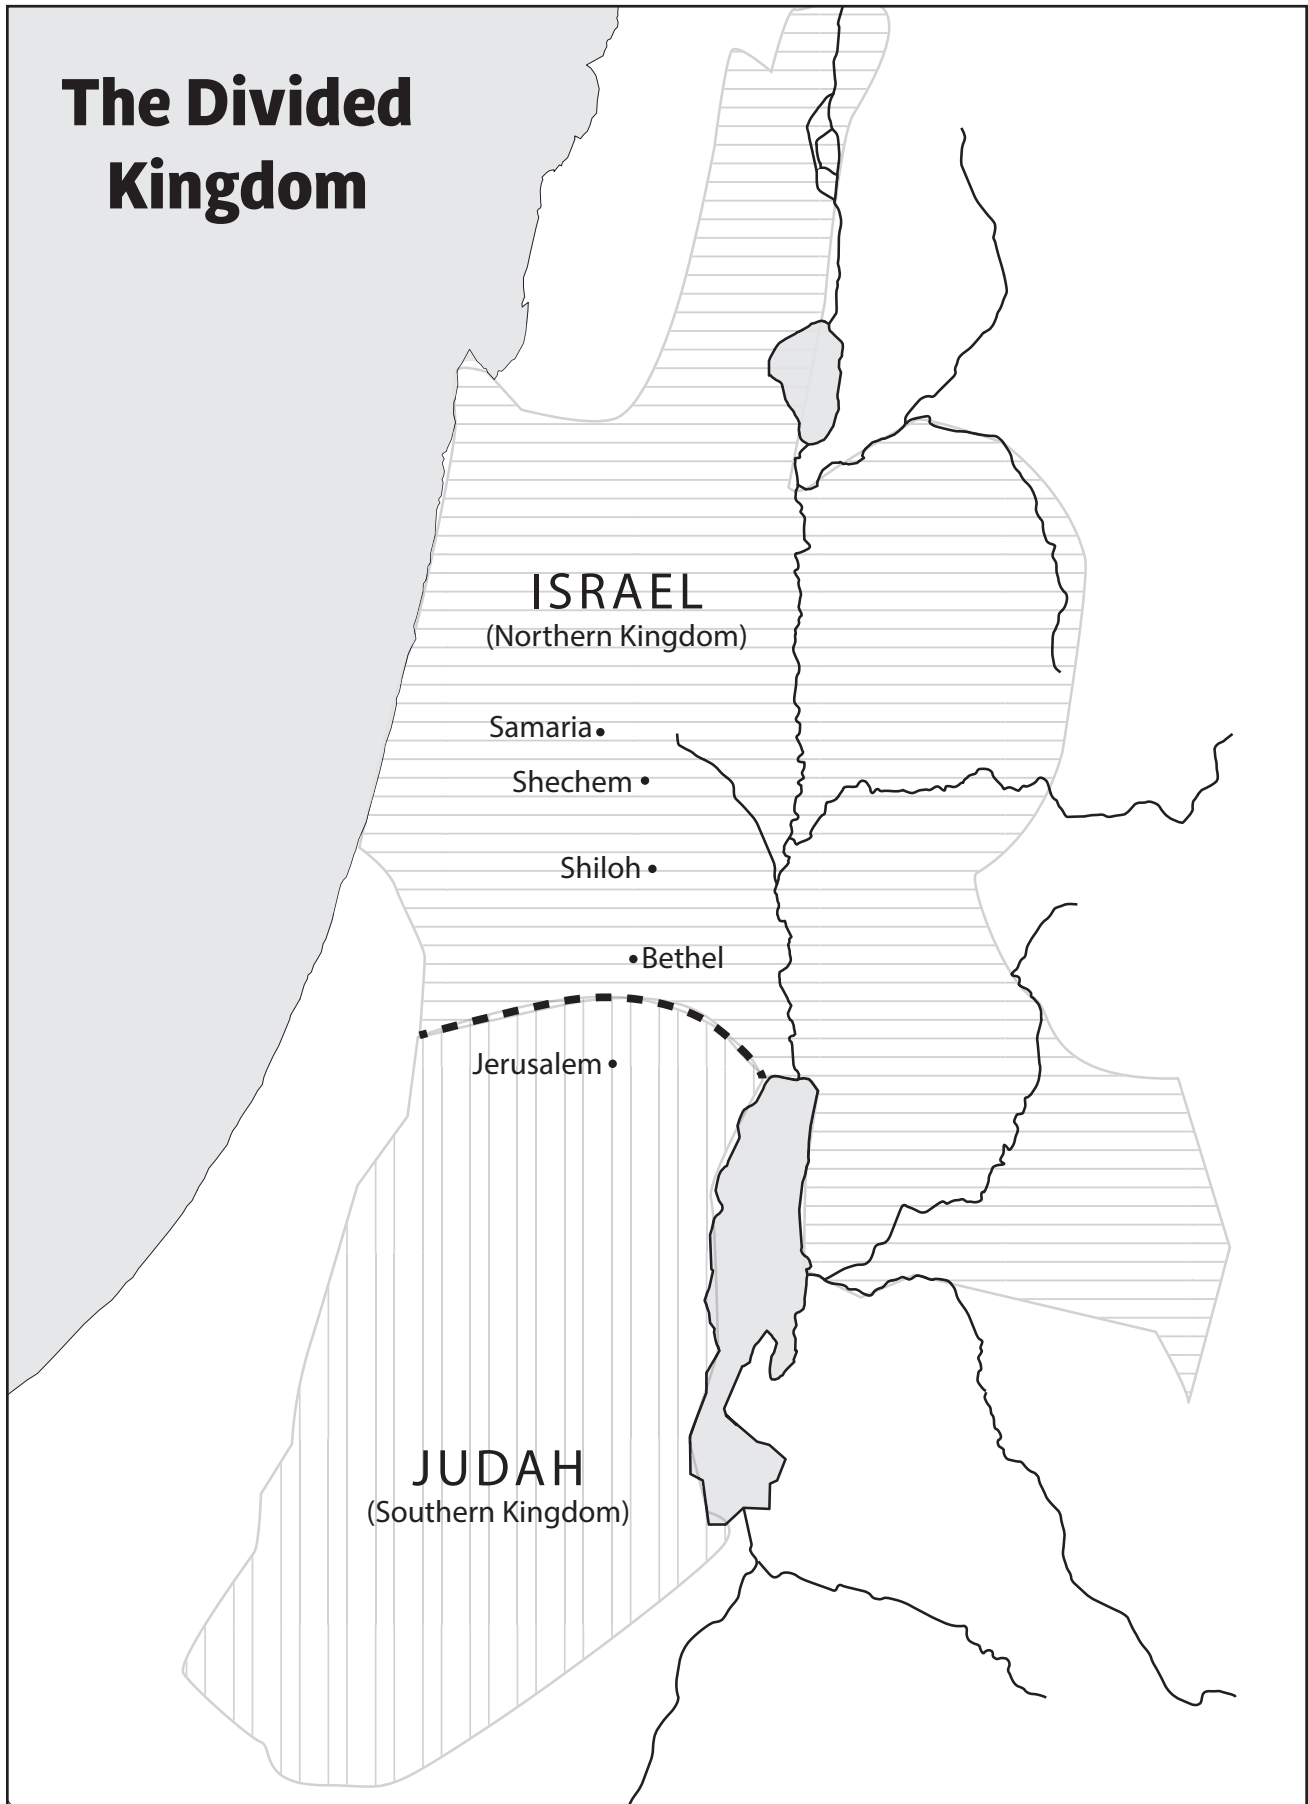 The Divided
Kingdom
ISRAEL
(Northern Kingdom)
Samaria
Shechem
Shiloh
Bethel
Jerusalem
JUDAH
(Southern Kingdom)